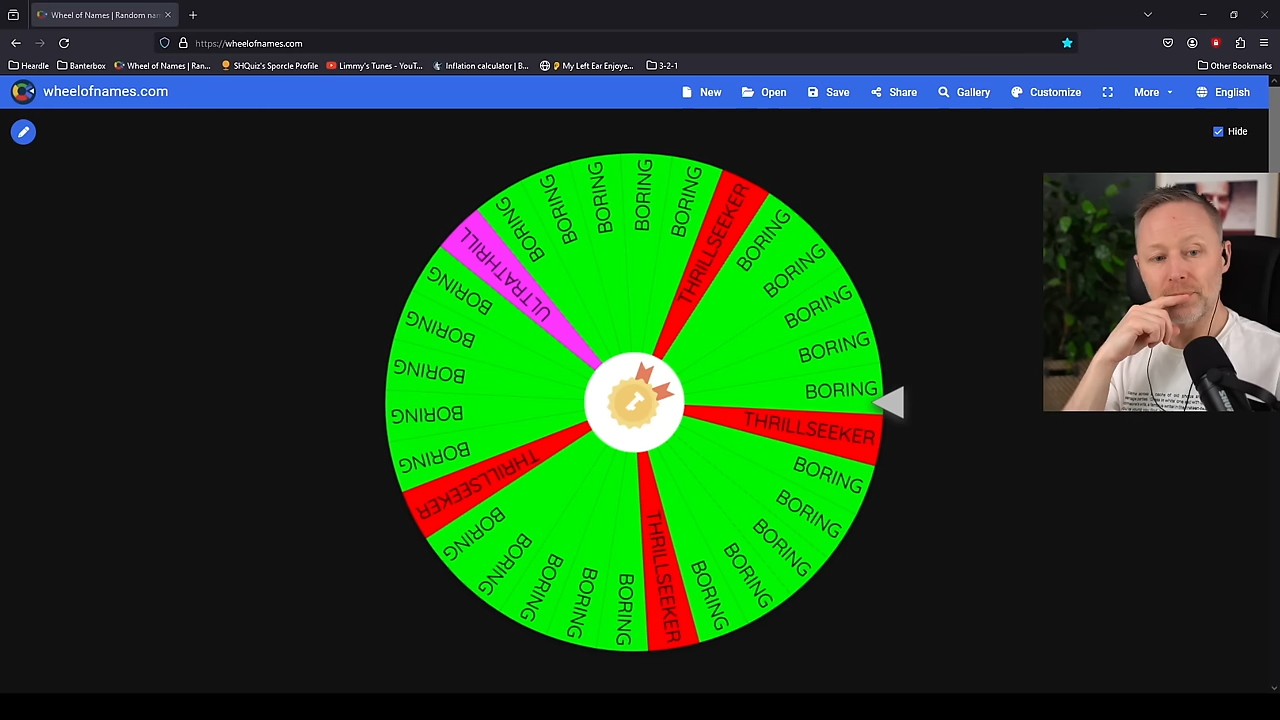 Wheel of Names | Random nam
https://wheelofnames.com
Heardle Banterbox Wheel of Names | Ran... SHQuiz's Sporcle Profile Limmy's Tunes - YouT... Inflation calculator | B... My Left Ear Enjoye... 3-2-1 Other Bookmarks
wheelofnames.com New Open Save Share Gallery Customize More English
Hide
BORING
THRILLSEEKER
BORING
BORING
BORING
BORING
BORING
THRILLSEEKER
BORING
BORING
BORING
BORING
BORING
THRILLSEEKER
BORING
BORING
BORING
BORING
BORING
THRILLSEEKER
BORING
BORING
BORING
BORING
BORING
ULTRATHRILL
BORING
BORING
BORING
BORING